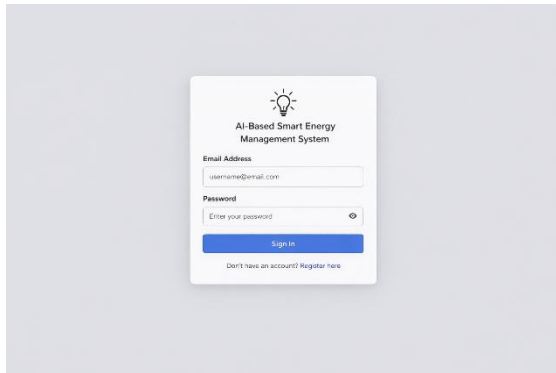 AI-Based Smart Energy
Management System
Email Address
username@email.com
Password
Enter your password
Sign In
Don't have an account? Register here